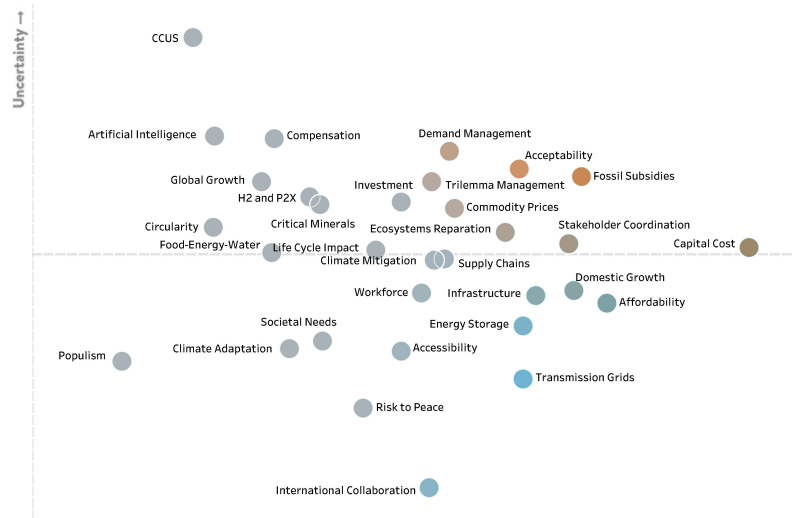 Uncertainty →
CCUS
Artificial Intelligence
Compensation
Demand Management
Acceptability
Global Growth
Investment
Trilemma Management
Fossil Subsidies
H2 and P2X
Commodity Prices
Critical Minerals
Circularity
Ecosystems Reparation
Stakeholder Coordination
Food-Energy-Water
Life Cycle Impact
Capital Cost
Climate Mitigation
Supply Chains
Domestic Growth
Workforce
Infrastructure
Affordability
Societal Needs
Energy Storage
Populism
Climate Adaptation
Accessibility
Transmission Grids
Risk to Peace
International Collaboration